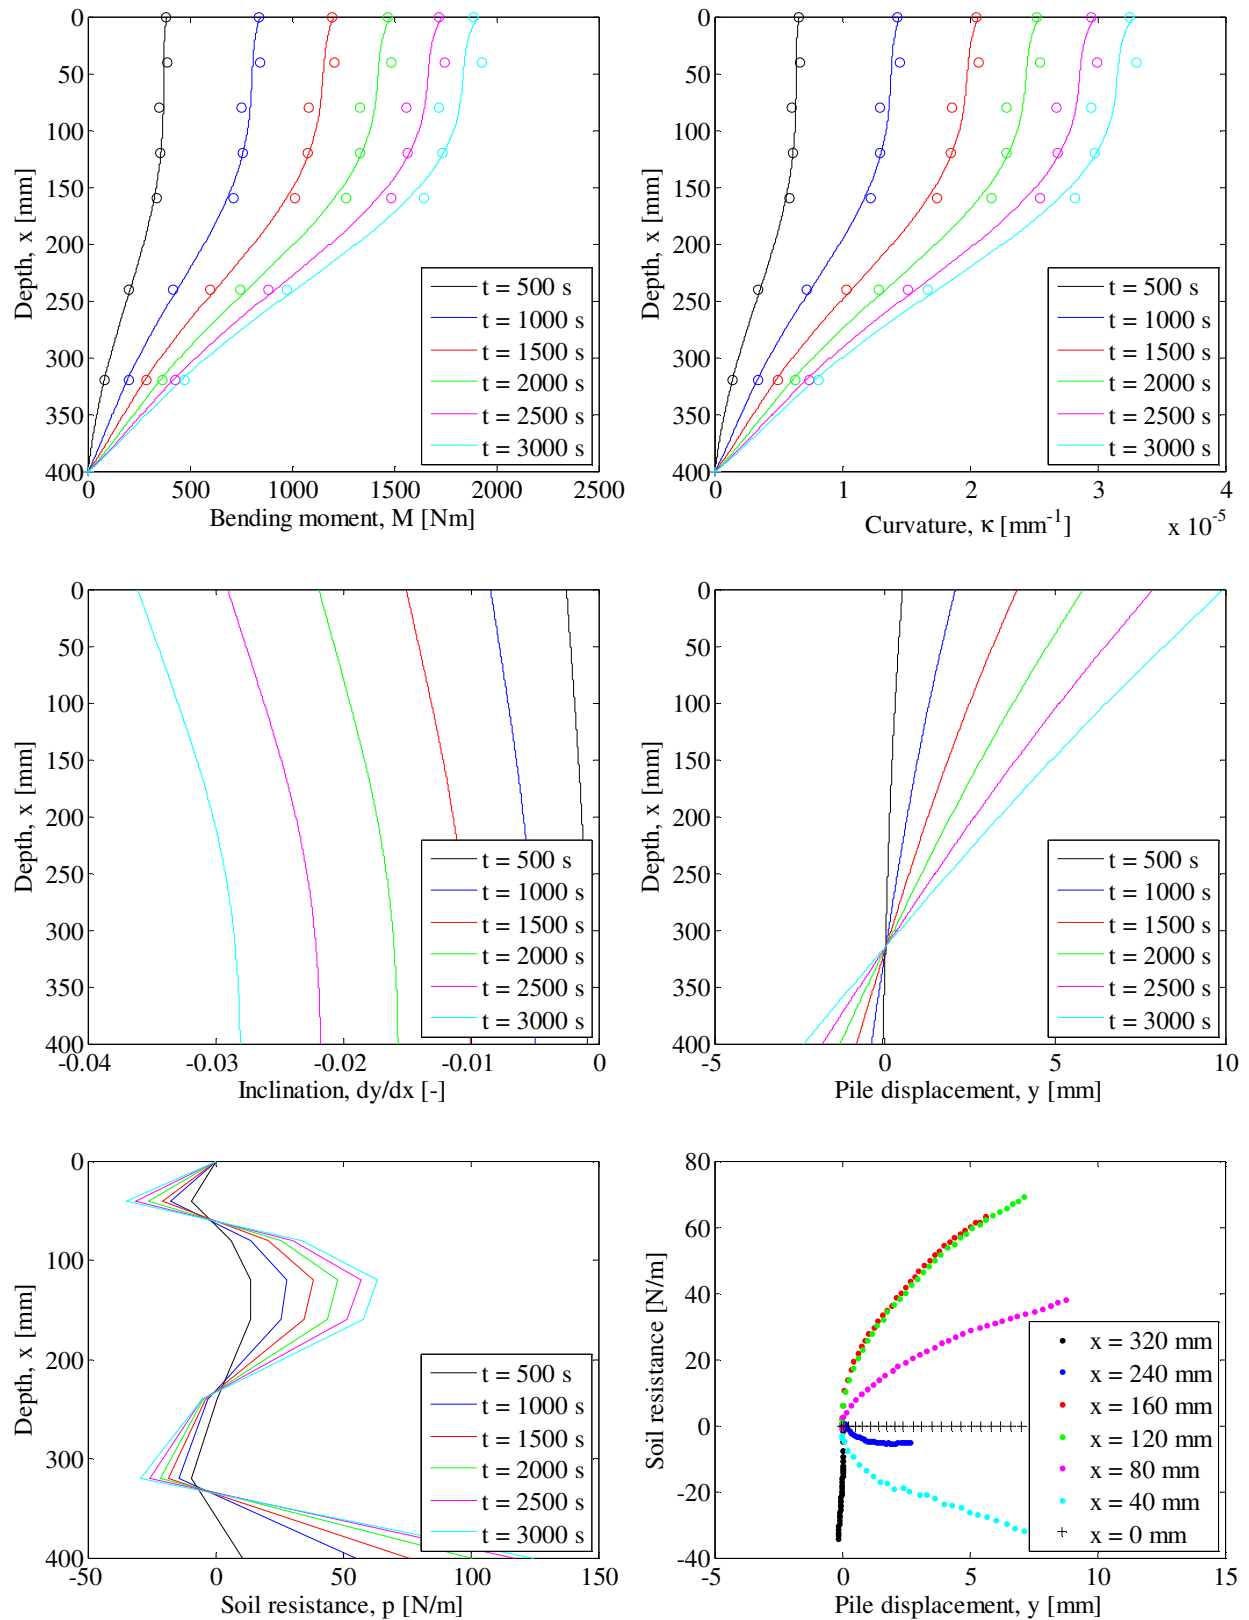 0
50
100
150
200
250
300
350
400
Depth, x [mm]
0 500 1000 1500 2000 2500
Bending moment, M [Nm]
t = 500 s
t = 1000 s
t = 1500 s
t = 2000 s
t = 2500 s
t = 3000 s
0
50
100
150
200
250
300
350
400
Depth, x [mm]
0 1 2 3 4
Curvature, κ [mm⁻¹]
x 10⁻⁵
t = 500 s
t = 1000 s
t = 1500 s
t = 2000 s
t = 2500 s
t = 3000 s
0
50
100
150
200
250
300
350
400
Depth, x [mm]
-0.04 -0.03 -0.02 -0.01 0
Inclination, dy/dx [-]
t = 500 s
t = 1000 s
t = 1500 s
t = 2000 s
t = 2500 s
t = 3000 s
0
50
100
150
200
250
300
350
400
Depth, x [mm]
-5 0 5 10
Pile displacement, y [mm]
t = 500 s
t = 1000 s
t = 1500 s
t = 2000 s
t = 2500 s
t = 3000 s
0
100
200
300
400
Depth, x [mm]
-50 0 50 100 150
Soil resistance, p [N/m]
t = 500 s
t = 1000 s
t = 1500 s
t = 2000 s
t = 2500 s
t = 3000 s
80
60
40
20
0
-20
-40
Soil resistance [N/m]
-5 0 5 10 15
Pile displacement, y [mm]
x = 320 mm
x = 240 mm
x = 160 mm
x = 120 mm
x = 80 mm
x = 40 mm
x = 0 mm